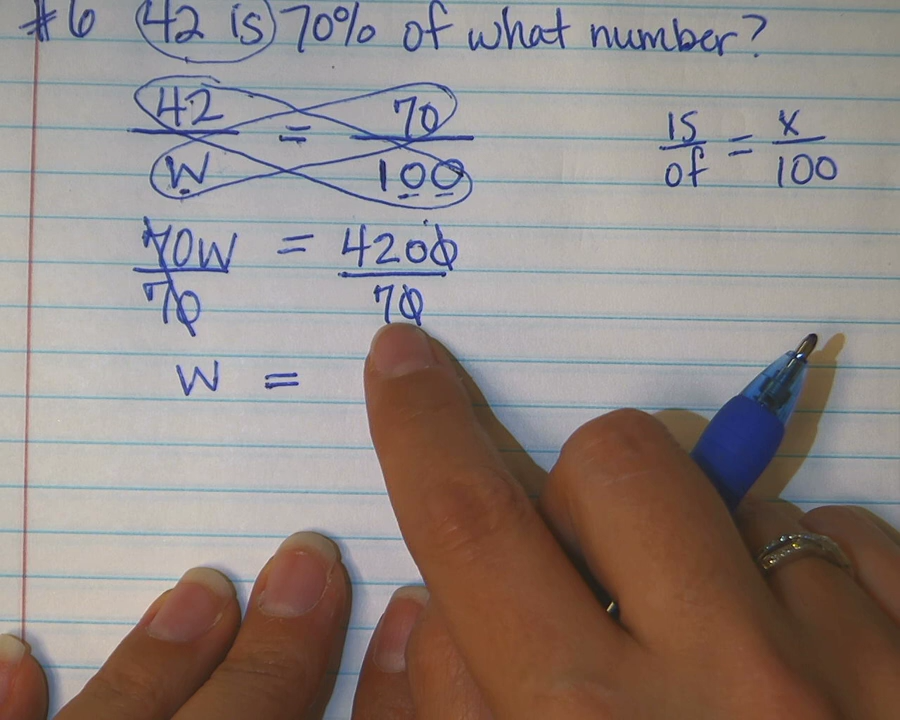 #6 42 is 70% of what number?
42 = 70
W 100
is = x
of 100
70W = 4200
70 70
W =